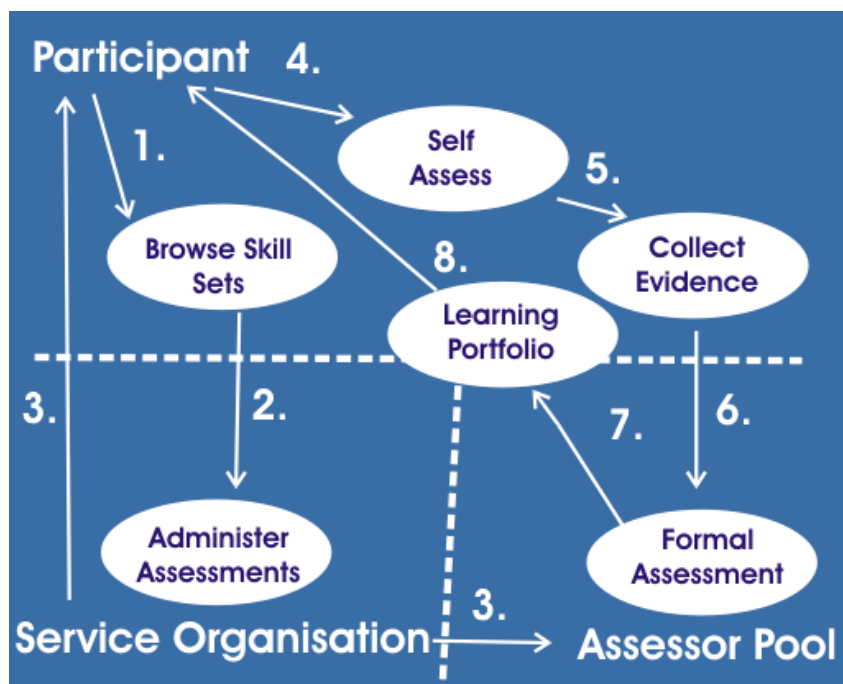 Participant
4.
1.
Self
Assess
5.
Browse Skill
Sets
8.
Collect
Evidence
Learning
Portfolio
3.
2.
7.
6.
Administer
Assessments
Formal
Assessment
3.
Service Organisation
Assessor Pool